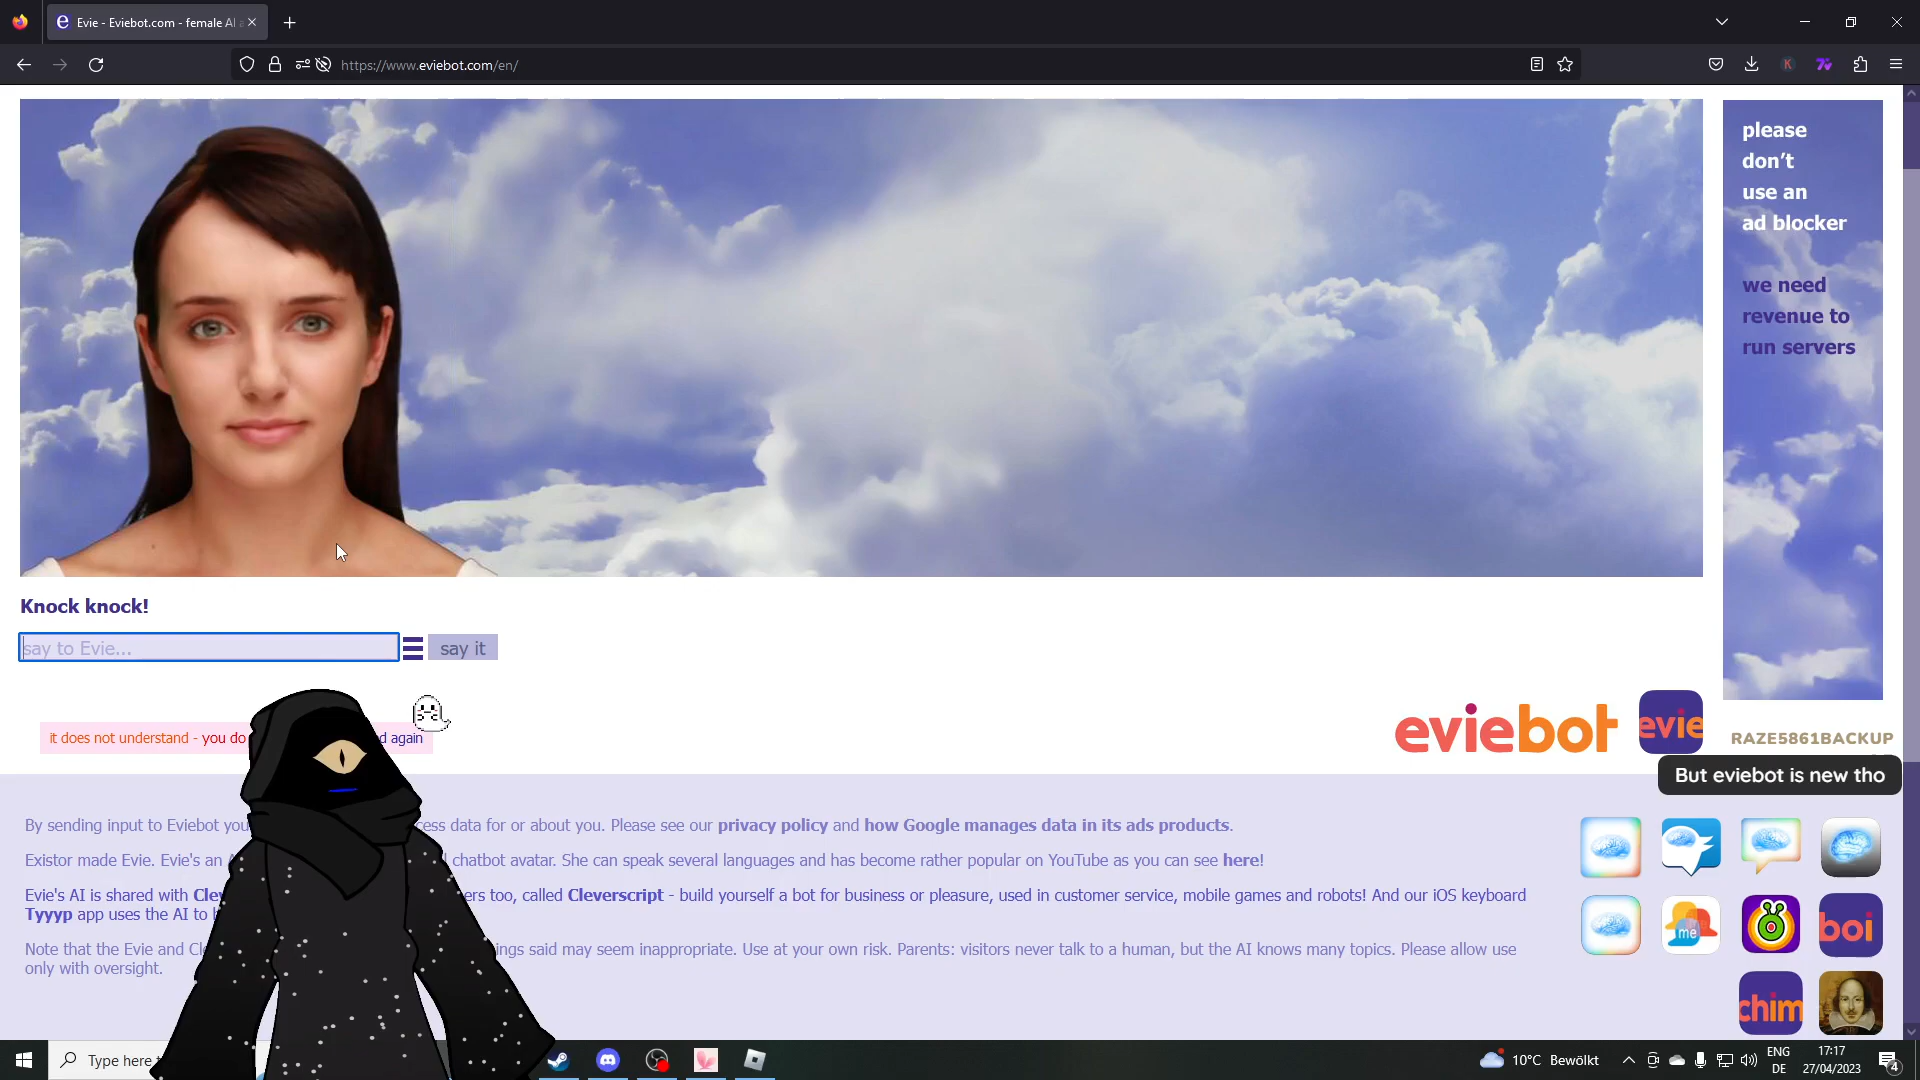 Evie - Eviebot.com - female AI a
https://www.eviebot.com/en/
please
don't
use an
ad blocker
we need
revenue to
run servers
Knock knock!
say to Evie...
say it
it does not understand - you do
d again
eviebot
evie
RAZE5861BACKUP
But eviebot is new tho
By sending input to Eviebot you
cess data for or about you. Please see our privacy policy and how Google manages data in its ads products.
Existor made Evie. Evie's an
chatbot avatar. She can speak several languages and has become rather popular on YouTube as you can see here!
Evie's AI is shared with Clev
ers too, called Cleverscript - build yourself a bot for business or pleasure, used in customer service, mobile games and robots! And our iOS keyboard
Tyyyp app uses the AI to
Note that the Evie and Cle
ngs said may seem inappropriate. Use at your own risk. Parents: visitors never talk to a human, but the AI knows many topics. Please allow use
only with oversight.
me
boi
chim
Type here
10°C Bewölkt
ENG
DE
17:17
27/04/2023
4